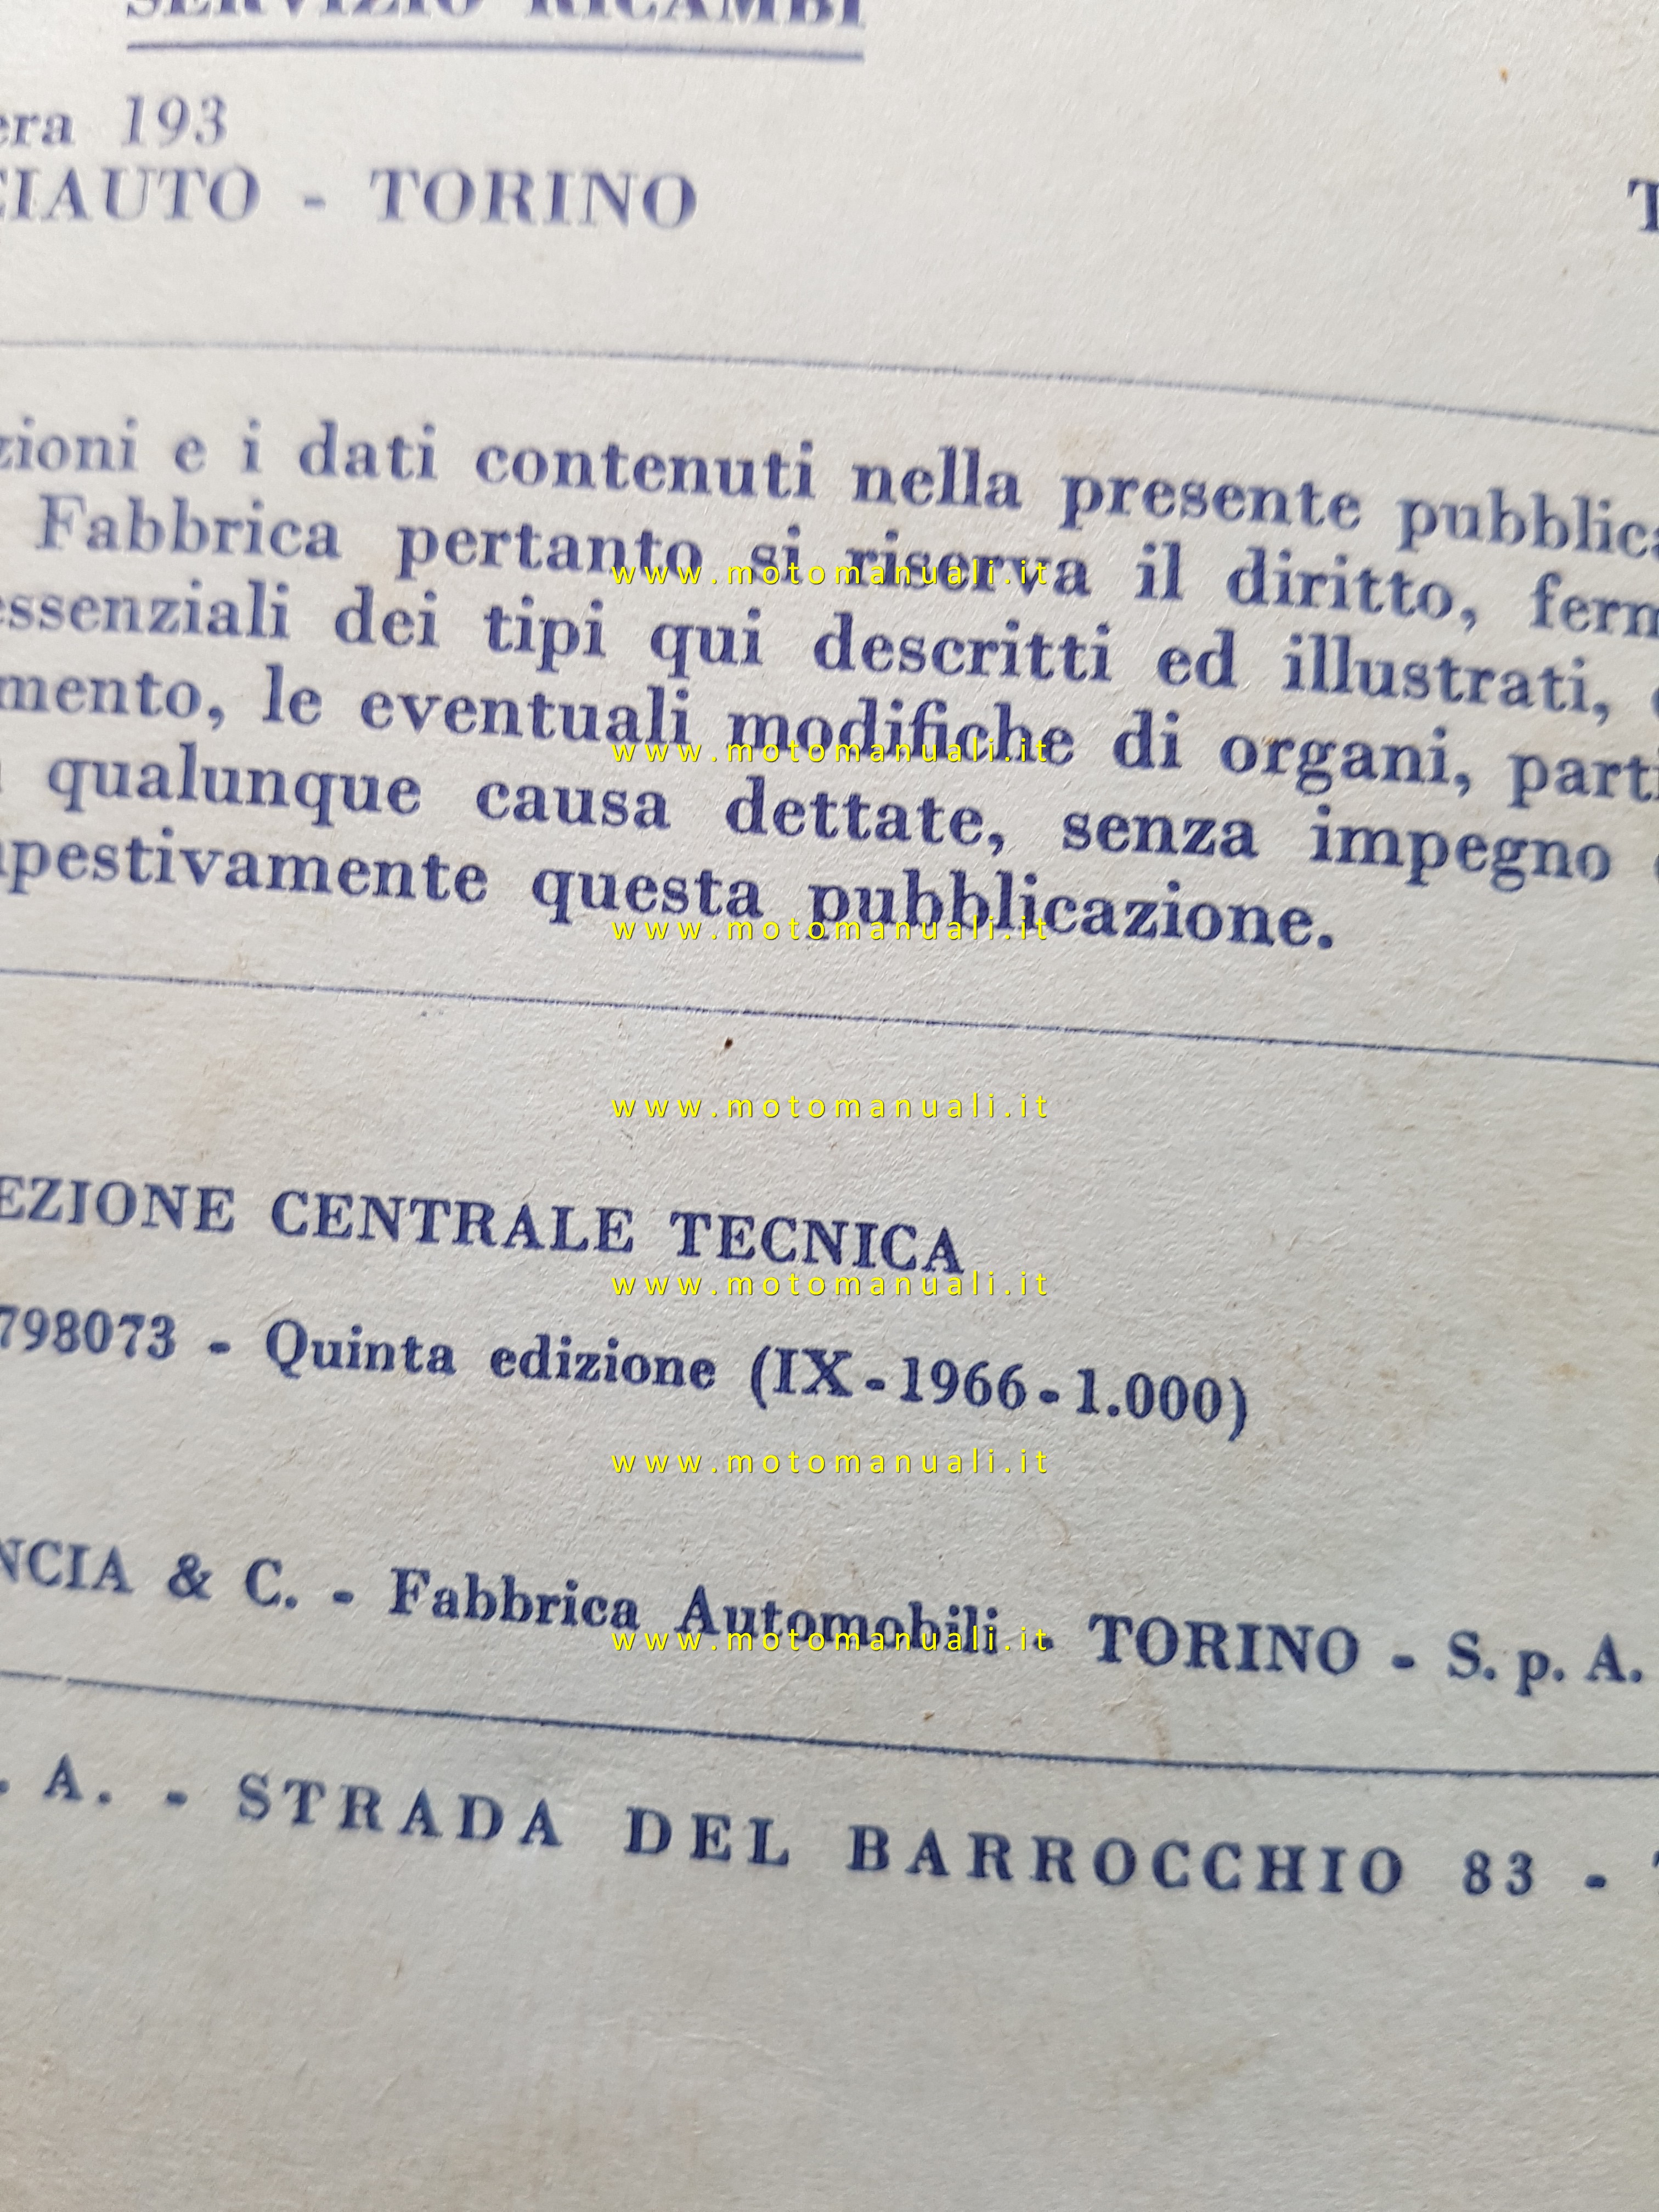 SERVIZIO RICAMBI
era 193
CIAUTO - TORINO
T
zioni e i dati contenuti nella presente pubblica
Fabbrica pertanto si riserva il diritto, ferm
essenziali dei tipi qui descritti ed illustrati,
mento, le eventuali modifiche di organi, parti
qualunque causa dettate, senza impegno
pestivamente questa pubblicazione.
EZIONE CENTRALE TECNICA
798073 - Quinta edizione (IX - 1966 - 1.000)
NCIA & C. - Fabbrica Automobili - TORINO - S. p. A.
. A. - STRADA DEL BARROCCHIO 83 -
www.motomanuali.it
www.motomanuali.it
www.motomanuali.it
www.motomanuali.it
www.motomanuali.it
www.motomanuali.it
www.motomanuali.it